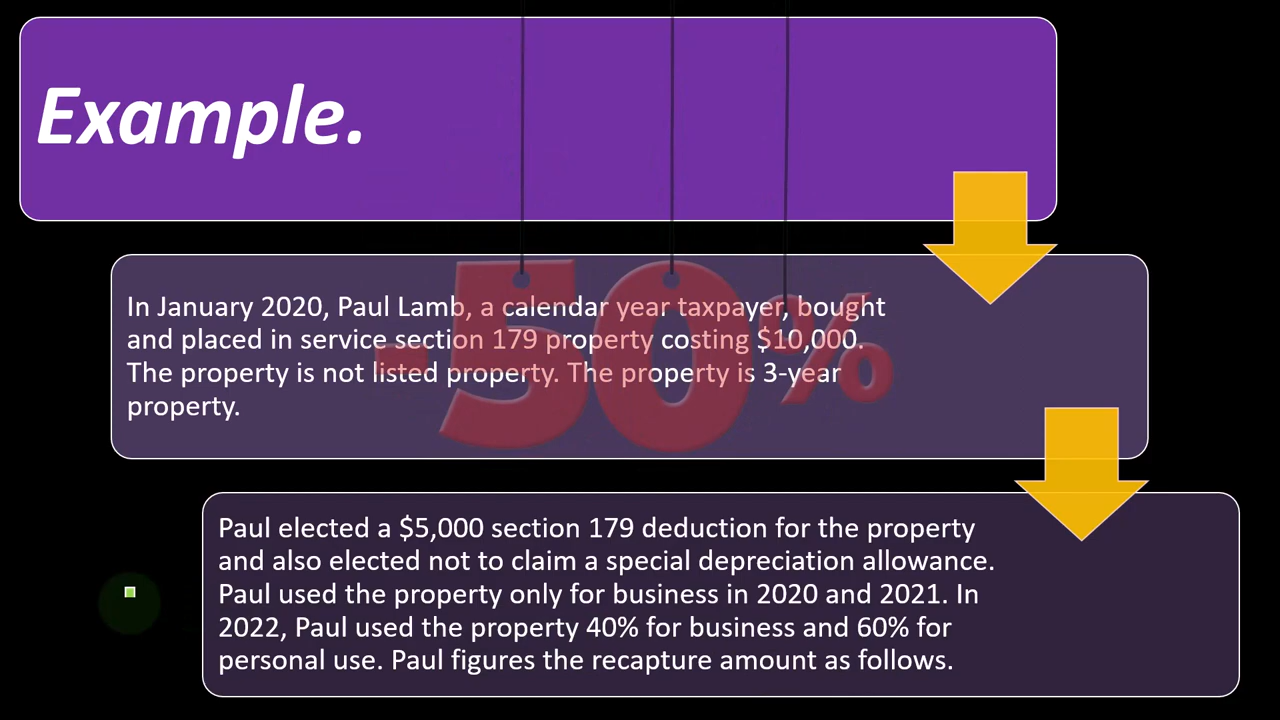 Example.
-50%
In January 2020, Paul Lamb, a calendar year taxpayer, bought
and placed in service section 179 property costing $10,000.
The property is not listed property. The property is 3-year
property.
Paul elected a $5,000 section 179 deduction for the property
and also elected not to claim a special depreciation allowance.
Paul used the property only for business in 2020 and 2021. In
2022, Paul used the property 40% for business and 60% for
personal use. Paul figures the recapture amount as follows.